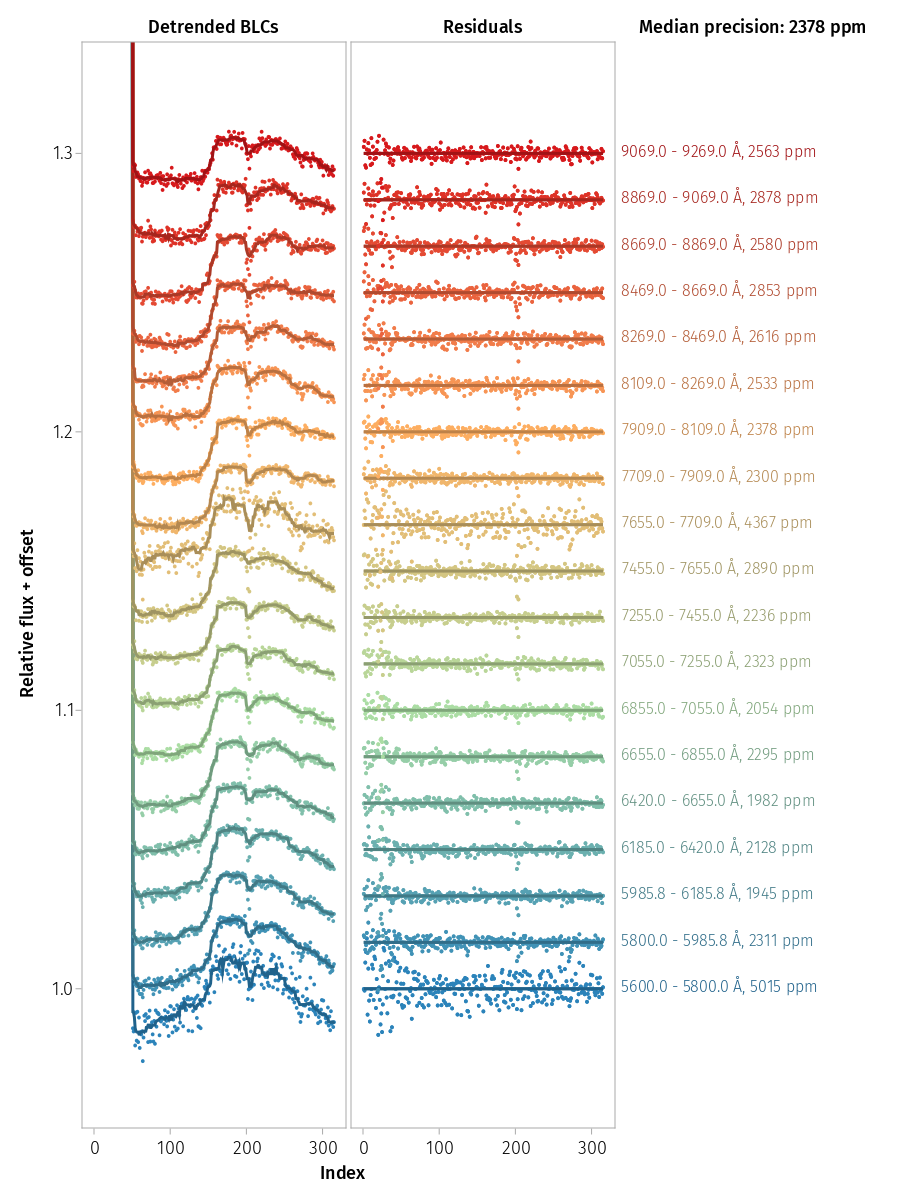 Detrended BLCs
Residuals
Median precision: 2378 ppm
1.3
1.2
1.1
1.0
Relative flux + offset
9069.0 - 9269.0 Å, 2563 ppm
8869.0 - 9069.0 Å, 2878 ppm
8669.0 - 8869.0 Å, 2580 ppm
8469.0 - 8669.0 Å, 2853 ppm
8269.0 - 8469.0 Å, 2616 ppm
8109.0 - 8269.0 Å, 2533 ppm
7909.0 - 8109.0 Å, 2378 ppm
7709.0 - 7909.0 Å, 2300 ppm
7655.0 - 7709.0 Å, 4367 ppm
7455.0 - 7655.0 Å, 2890 ppm
7255.0 - 7455.0 Å, 2236 ppm
7055.0 - 7255.0 Å, 2323 ppm
6855.0 - 7055.0 Å, 2054 ppm
6655.0 - 6855.0 Å, 2295 ppm
6420.0 - 6655.0 Å, 1982 ppm
6185.0 - 6420.0 Å, 2128 ppm
5985.8 - 6185.8 Å, 1945 ppm
5800.0 - 5985.8 Å, 2311 ppm
5600.0 - 5800.0 Å, 5015 ppm
0 100 200 300
0 100 200 300
Index